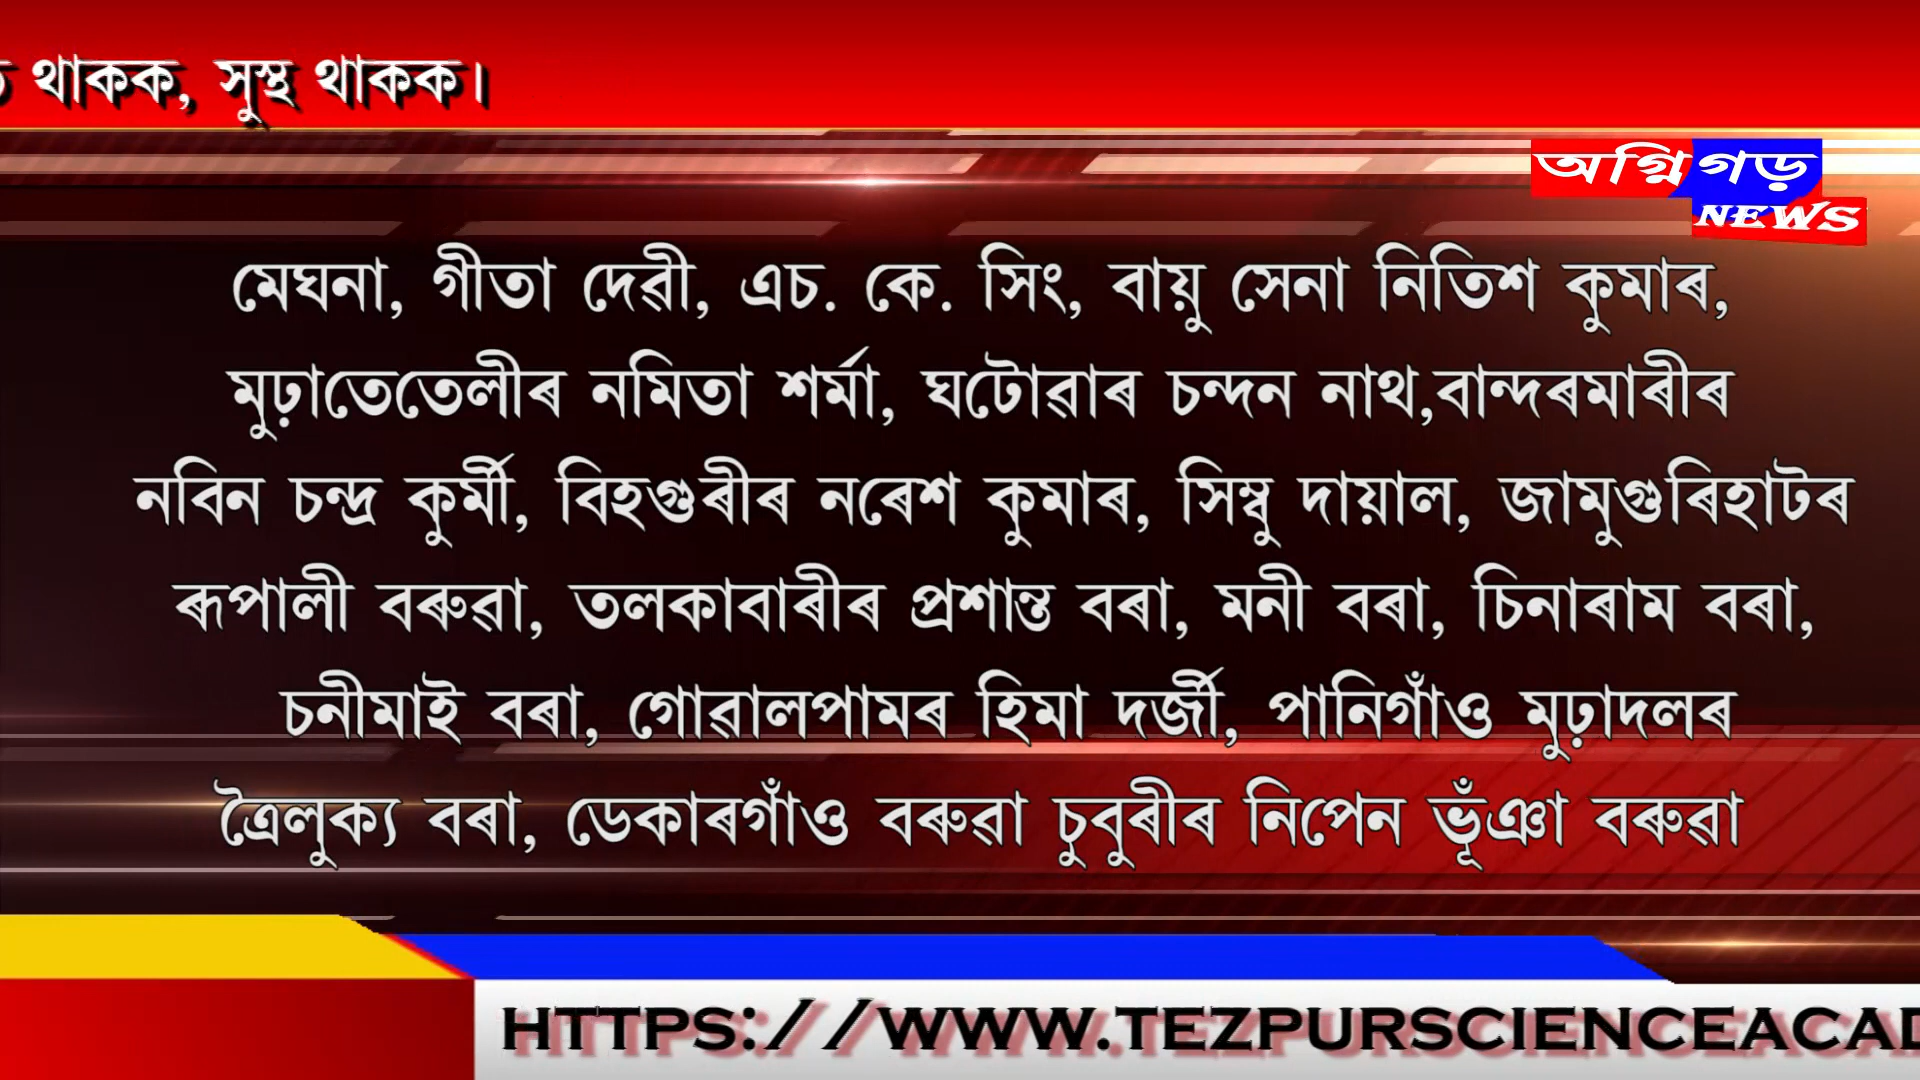 থাকক, সুস্থ থাকক।
অগ্নিগড়
NEWS
মেঘনা, গীতা দেৱী, এচ. কে. সিং, বায়ু সেনা নিতিশ কুমাৰ,
মুঢ়াতেতেলীৰ নমিতা শৰ্মা, ঘটোৱাৰ চন্দন নাথ,বান্দৰমাৰীৰ
নবিন চন্দ্ৰ কুৰ্মী, বিহগুৰীৰ নৰেশ কুমাৰ, সিম্বু দায়াল, জামুগুৰিহাটৰ
ৰূপালী বৰুৱা, তলকাবাৰীৰ প্ৰশান্ত বৰা, মনী বৰা, চিনাৰাম বৰা,
চনীমাই বৰা, গোৱালপামৰ হিমা দৰ্জী, পানিগাঁও মুঢ়াদলৰ
ত্ৰৈলুক্য বৰা, ডেকাৰগাঁও বৰুৱা চুবুৰীৰ নিপেন ভূঁঞা বৰুৱা
HTTPS://WWW.TEZPURSCIENCEACAD